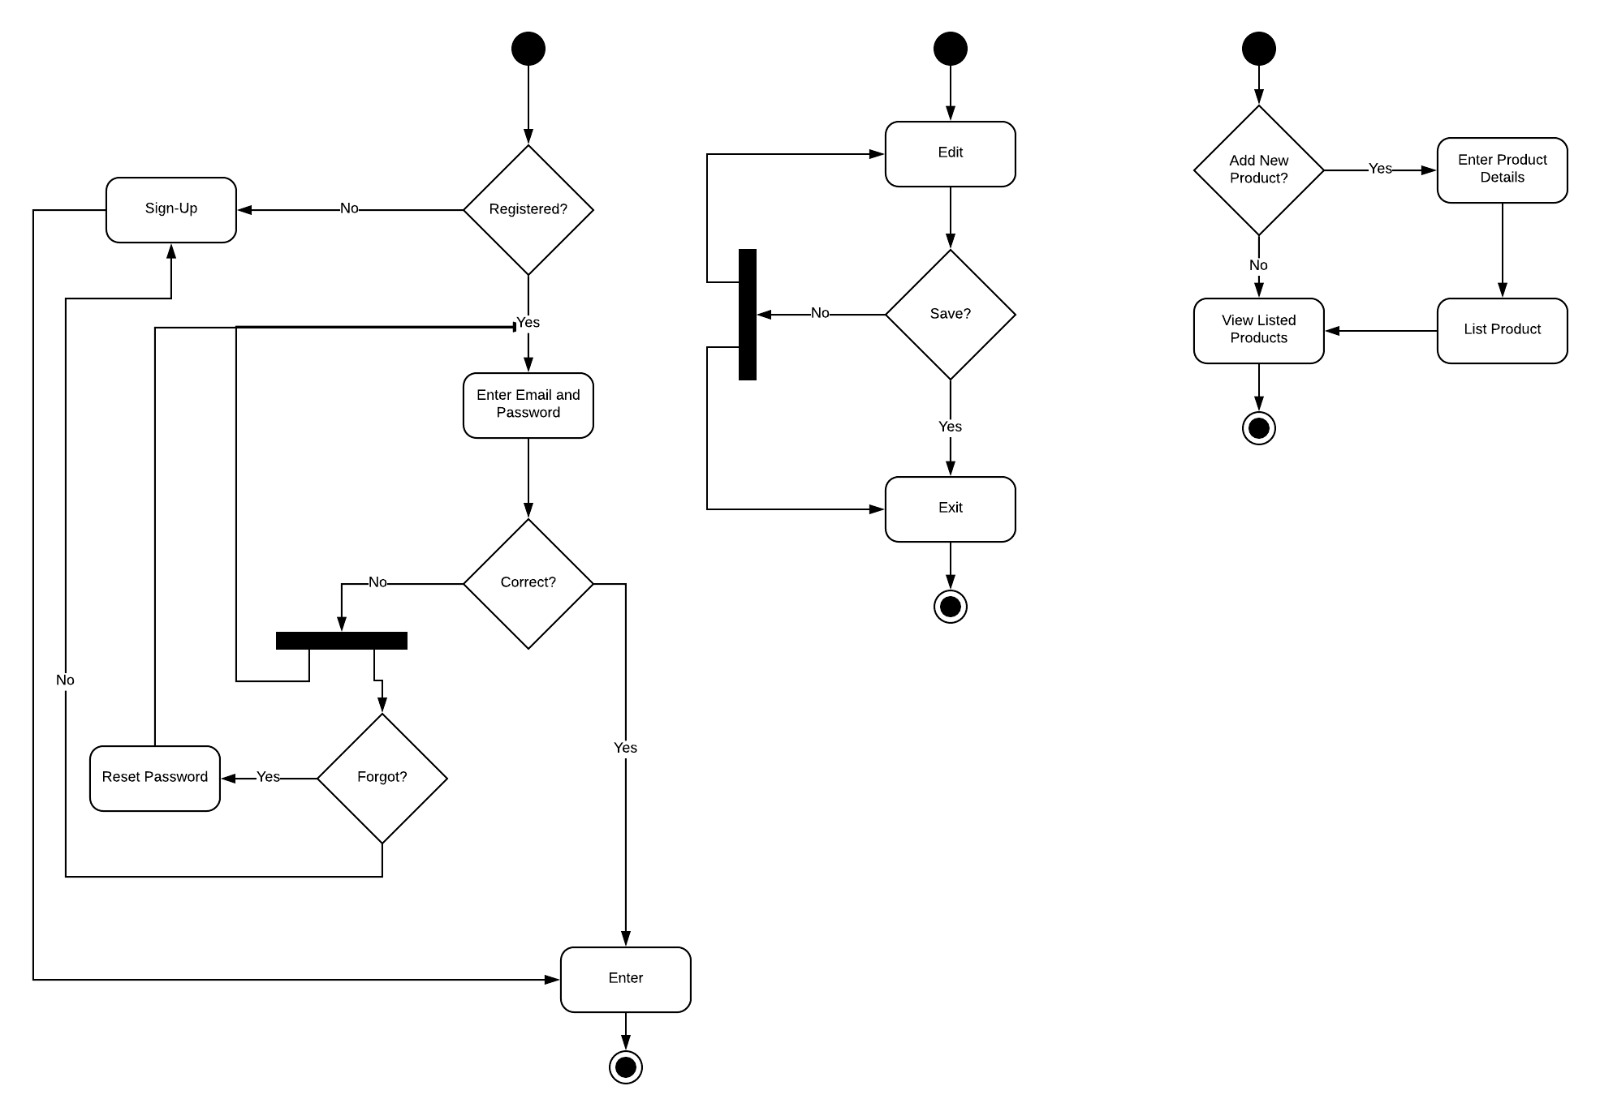 Registered?
No
Sign-Up
Yes
Enter Email and
Password
Correct?
No
Yes
Forgot?
Yes
Reset Password
No
Enter
Edit
Save?
No
Yes
Exit
Add New
Product?
Yes
Enter Product
Details
No
View Listed
Products
List Product